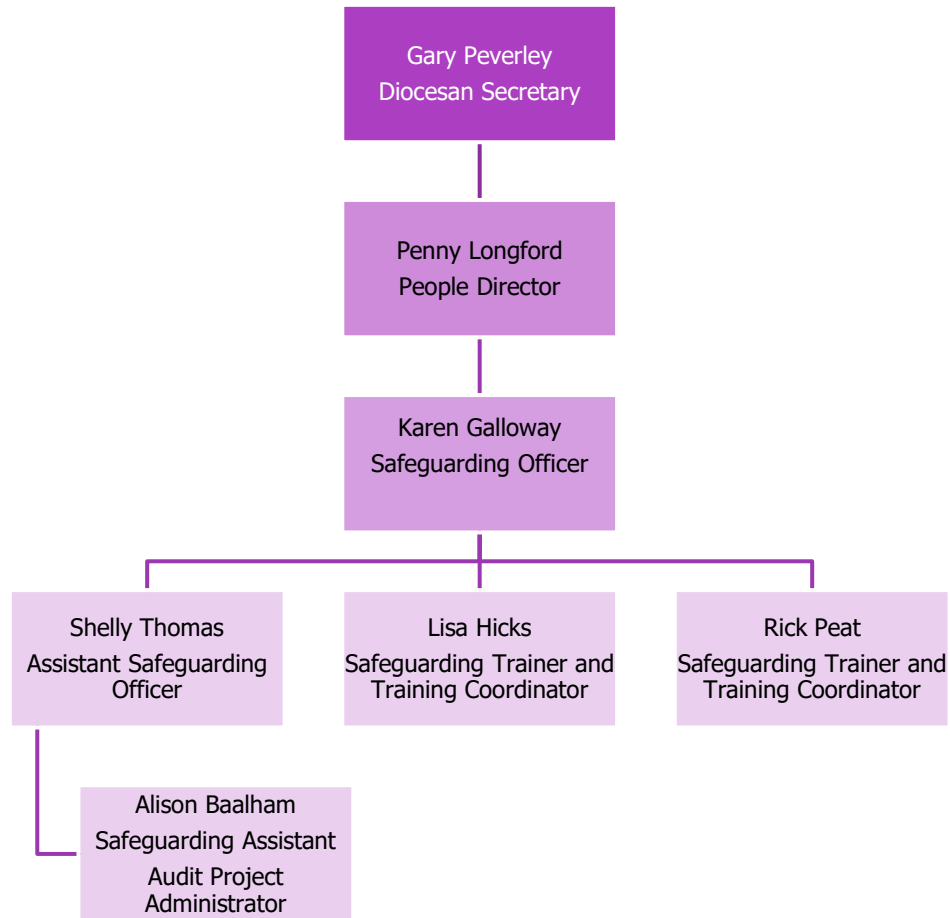 Gary Peverley
Diocesan Secretary
Penny Longford
People Director
Karen Galloway
Safeguarding Officer
Shelly Thomas
Assistant Safeguarding
Officer
Lisa Hicks
Safeguarding Trainer and
Training Coordinator
Rick Peat
Safeguarding Trainer and
Training Coordinator
Alison Baalham
Safeguarding Assistant
Audit Project
Administrator